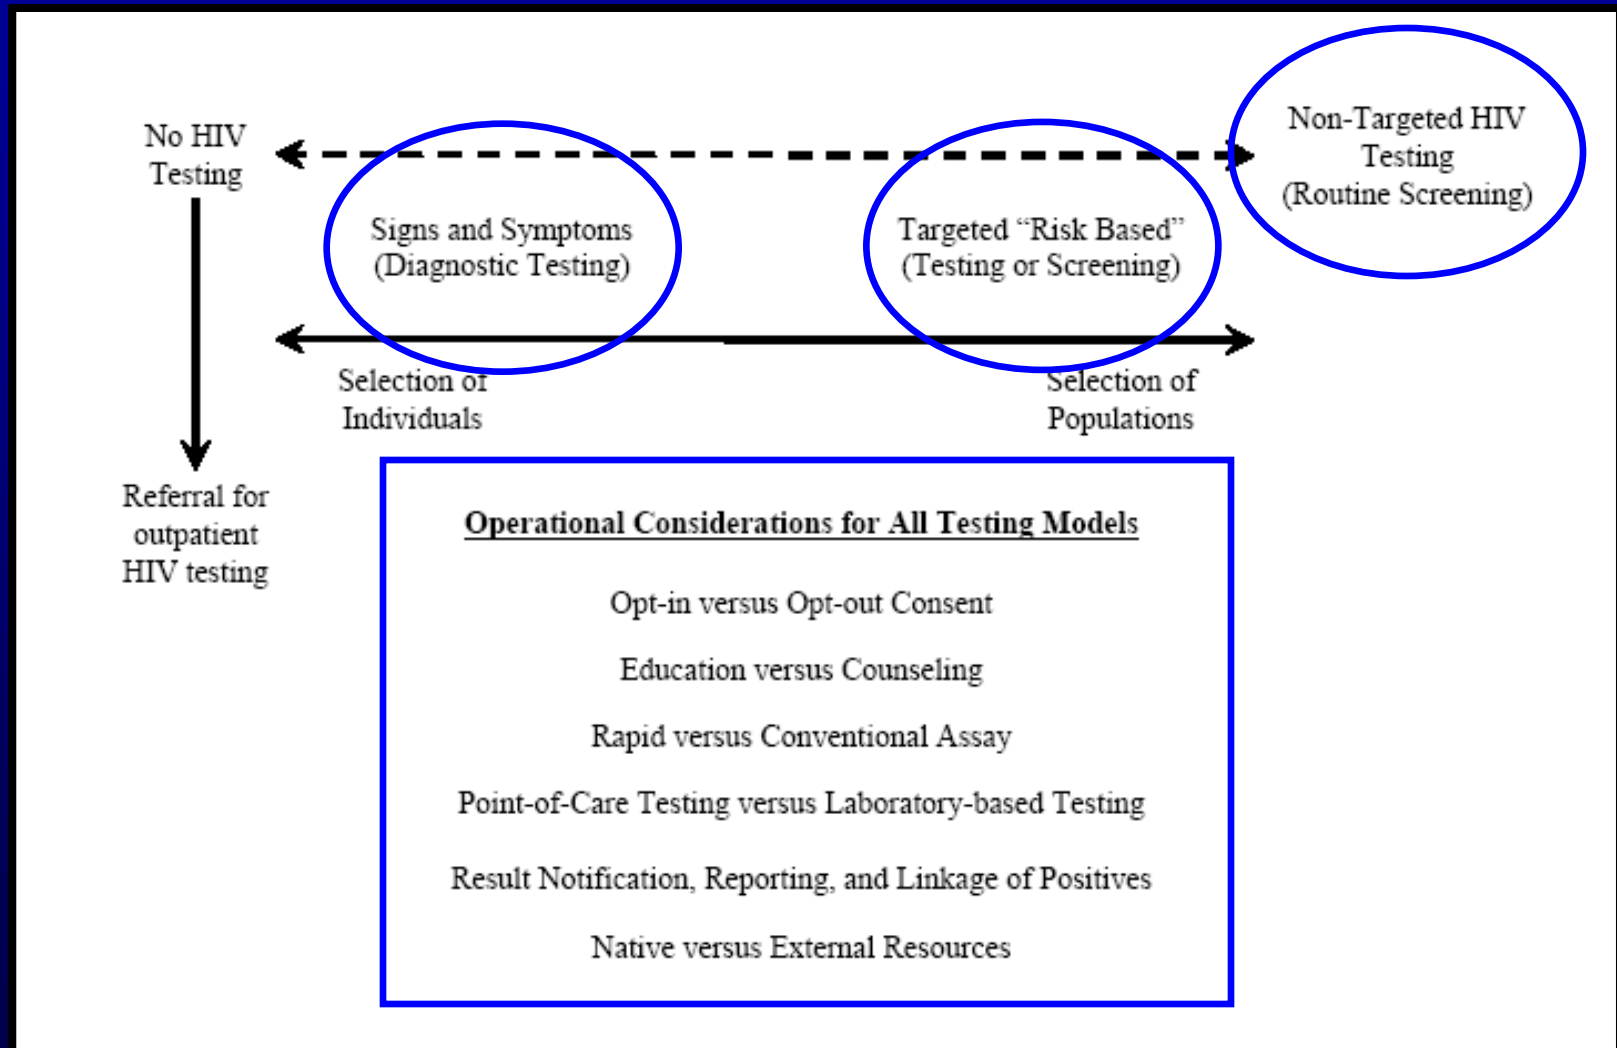 No HIV
Testing
Non-Targeted HIV
Testing
(Routine Screening)
Signs and Symptoms
(Diagnostic Testing)
Targeted “Risk Based”
(Testing or Screening)
Selection of
Individuals
Selection of
Populations
Referral for
outpatient
HIV testing
Operational Considerations for All Testing Models
Opt-in versus Opt-out Consent
Education versus Counseling
Rapid versus Conventional Assay
Point-of-Care Testing versus Laboratory-based Testing
Result Notification, Reporting, and Linkage of Positives
Native versus External Resources